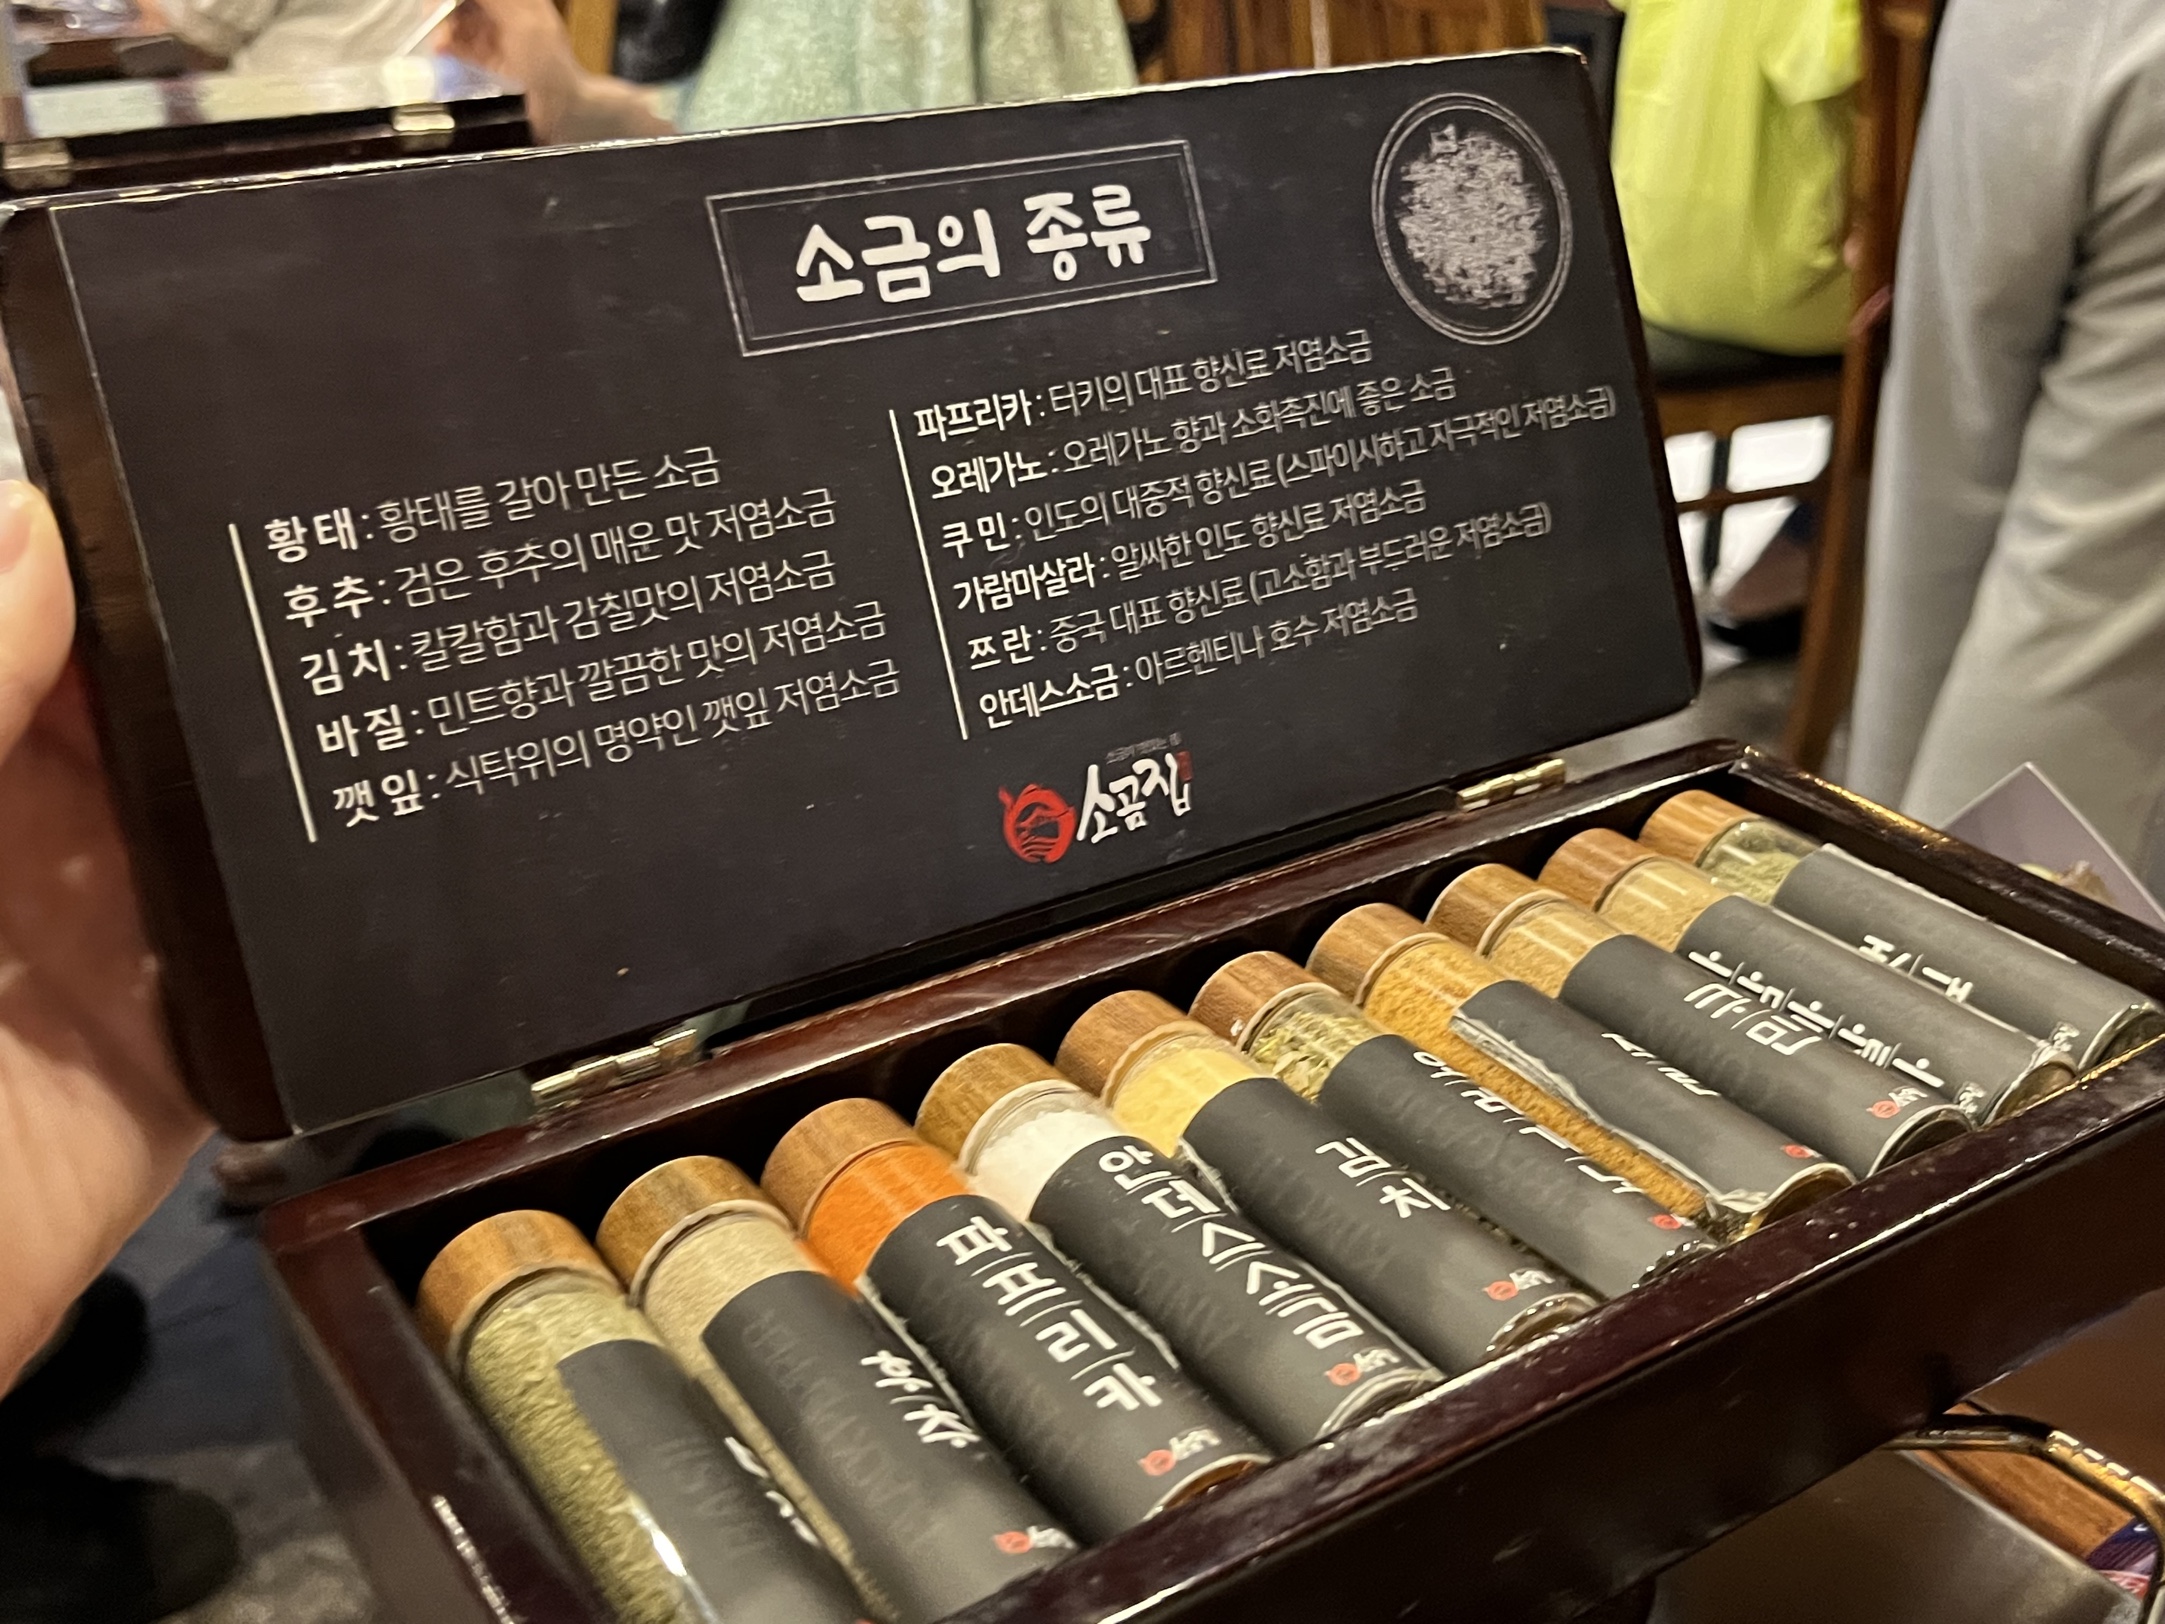 소금의 종류
황태 : 황태를 갈아 만든 소금
후추 : 검은 후추의 매운 맛 저염소금
김치 : 칼칼함과 감칠맛의 저염소금
바질 : 민트향과 깔끔한 맛의 저염소금
깻잎 : 식탁위의 명약인 깻잎 저염소금
파프리카 : 터키의 대표 향신료 저염소금
오레가노 : 오레가노 향과 소화촉진에 좋은 소금
쿠민 : 인도의 대중적 향신료 (스파이시하고 자극적인 저염소금)
가람마살라 : 알싸한 인도 향신료 저염소금
쯔란 : 중국 대표 향신료 (고소함과 부드러운 저염소금)
안데스소금 : 아르헨티나 호수 저염소금
소금집
파프리카
안데스소금
김치